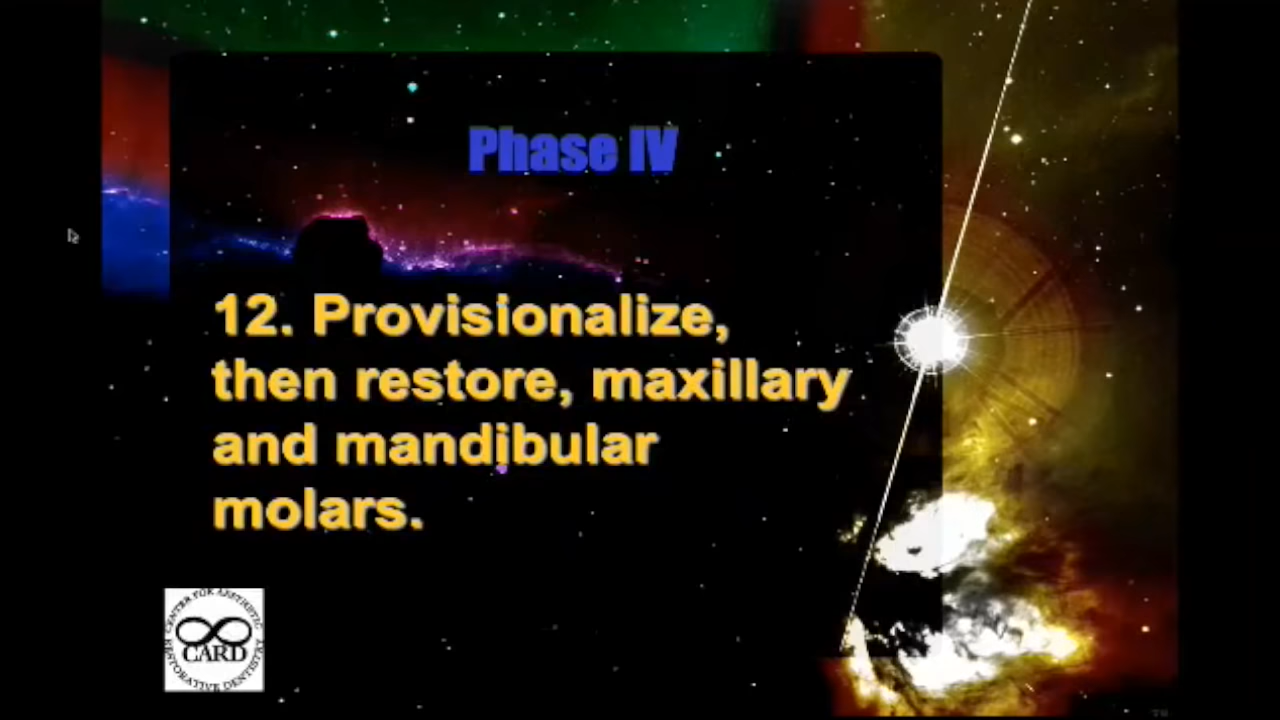 Phase IV
12. Provisionalize,
then restore, maxillary
and mandibular
molars.
CENTER FOR AESTHETIC
CARD
RESTORATIVE DENTISTRY